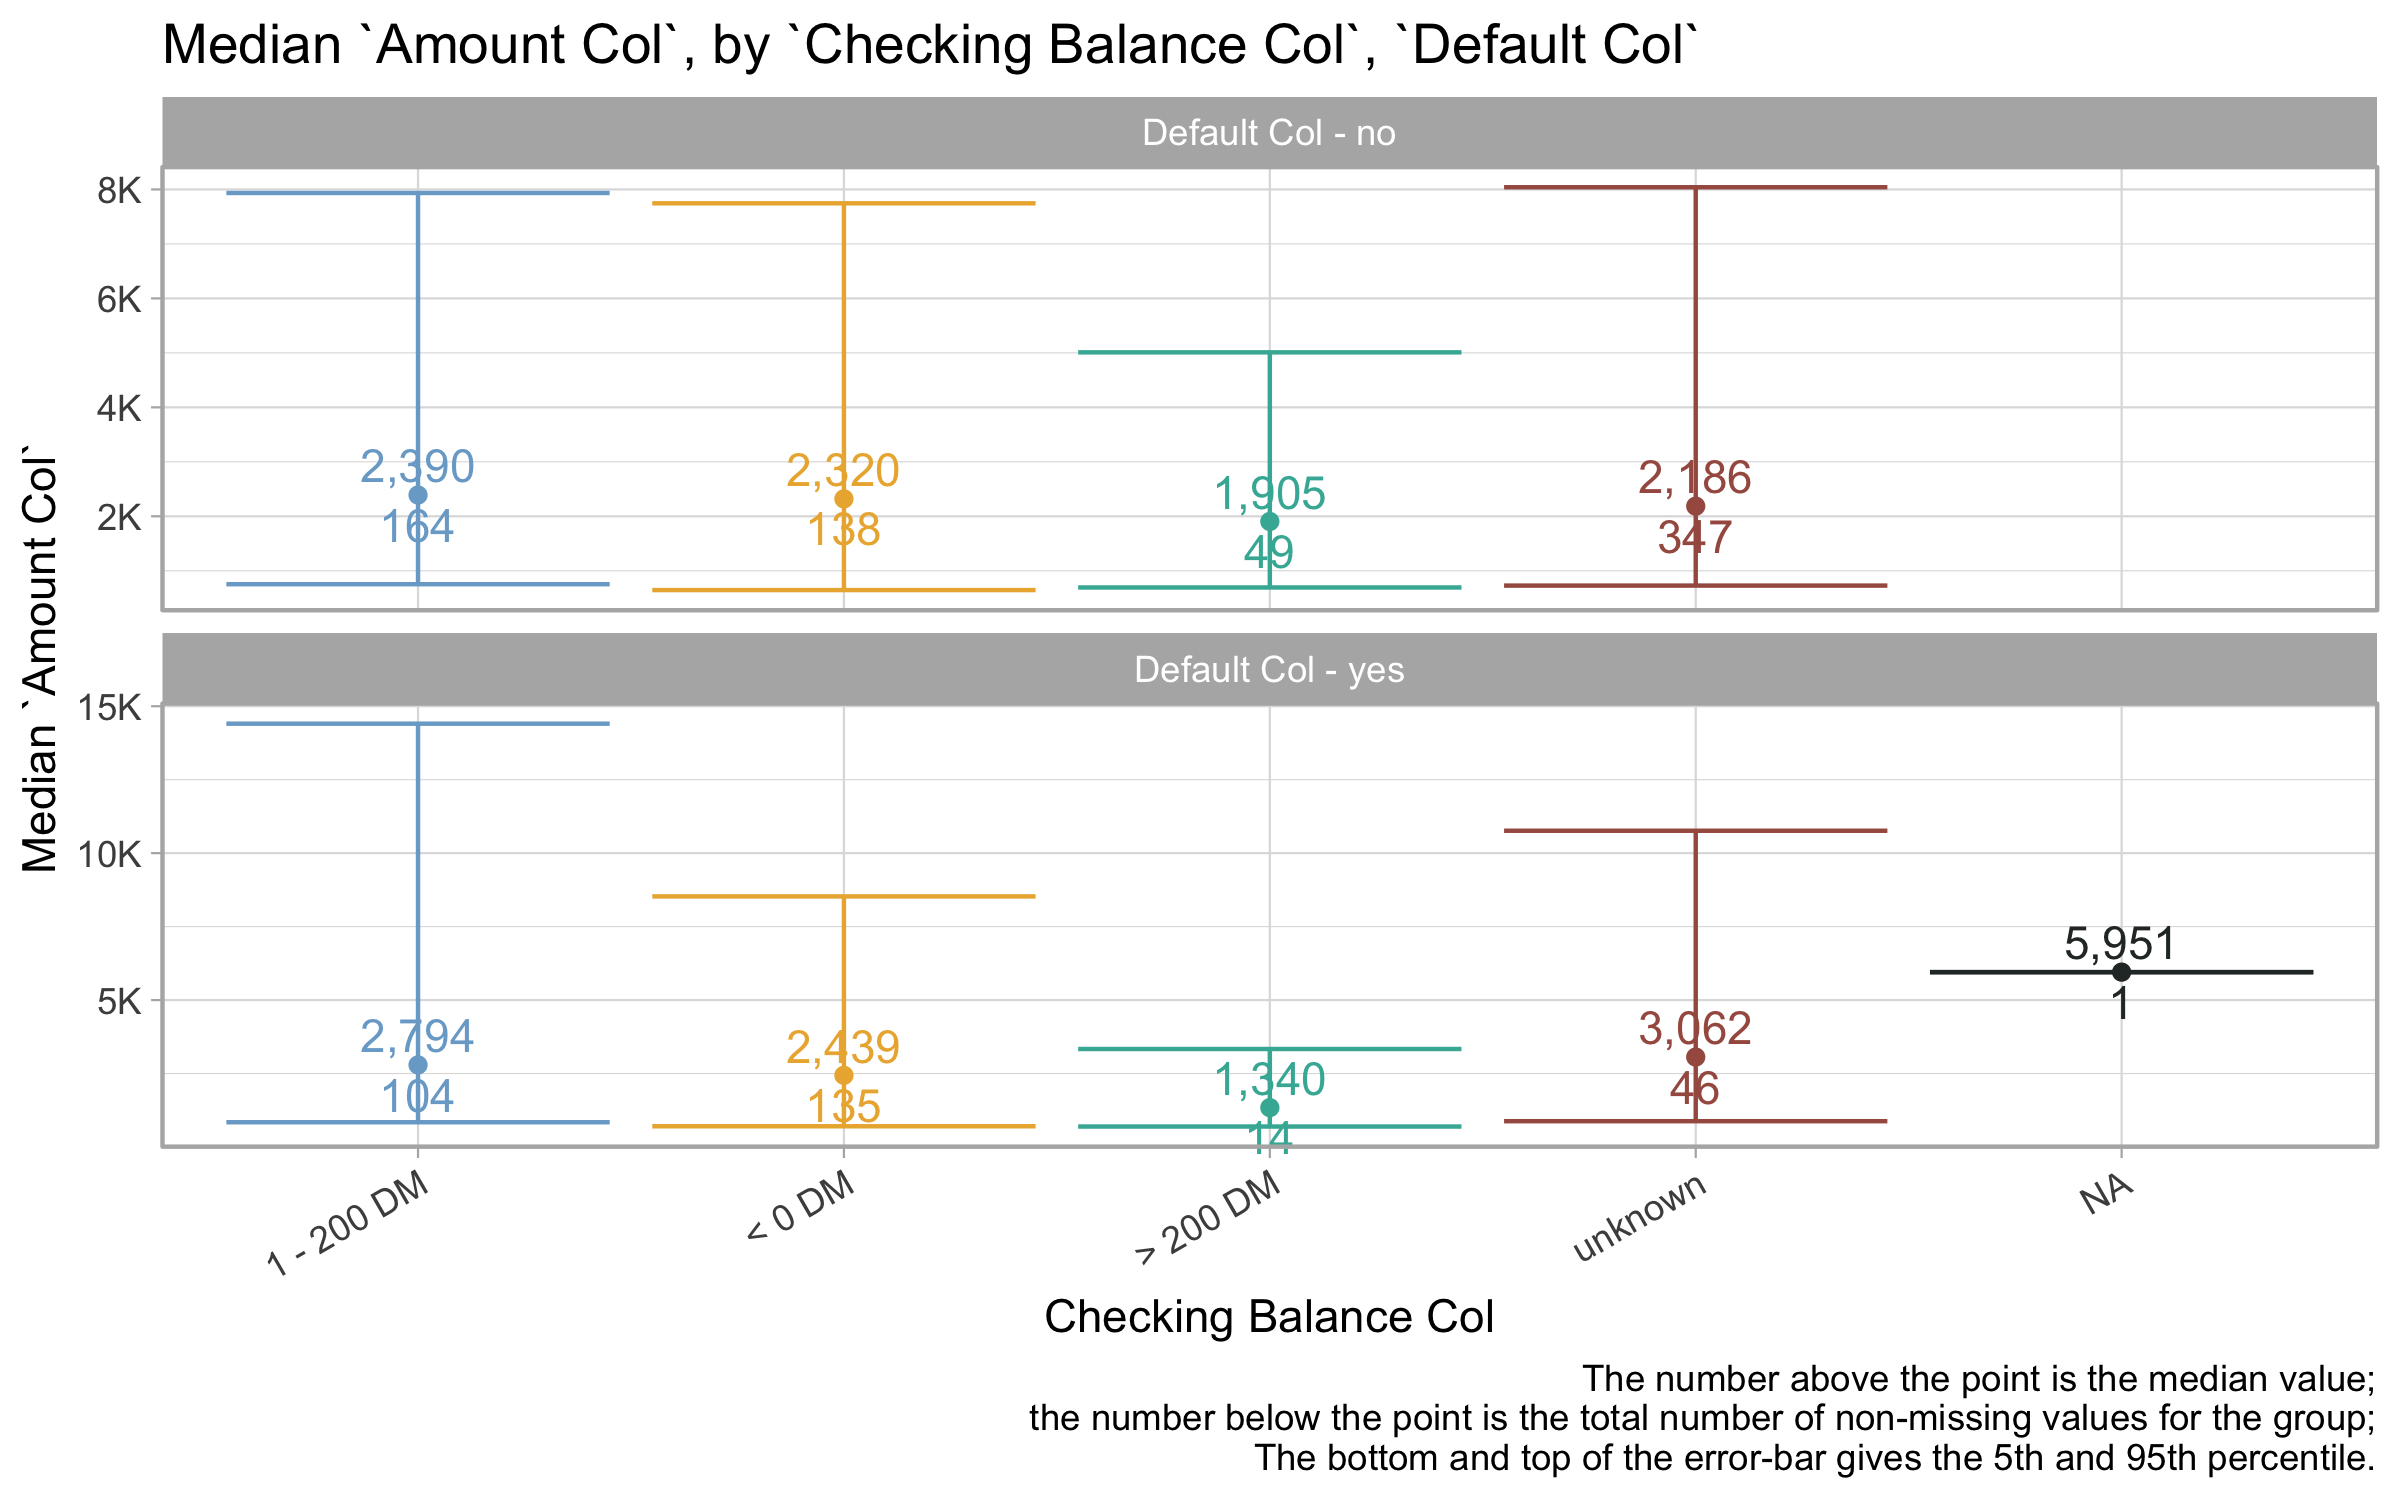 Median `Amount Col`, by `Checking Balance Col`, `Default Col`
Default Col - no
8K
6K
4K
2K
2,390
164
2,320
138
1,905
49
2,186
347
Median `Amount Col`
Default Col - yes
15K
10K
5K
2,794
104
2,439
135
1,340
14
3,062
46
5,951
1
1 - 200 DM
< 0 DM
> 200 DM
unknown
NA
Checking Balance Col
The number above the point is the median value;
the number below the point is the total number of non-missing values for the group;
The bottom and top of the error-bar gives the 5th and 95th percentile.